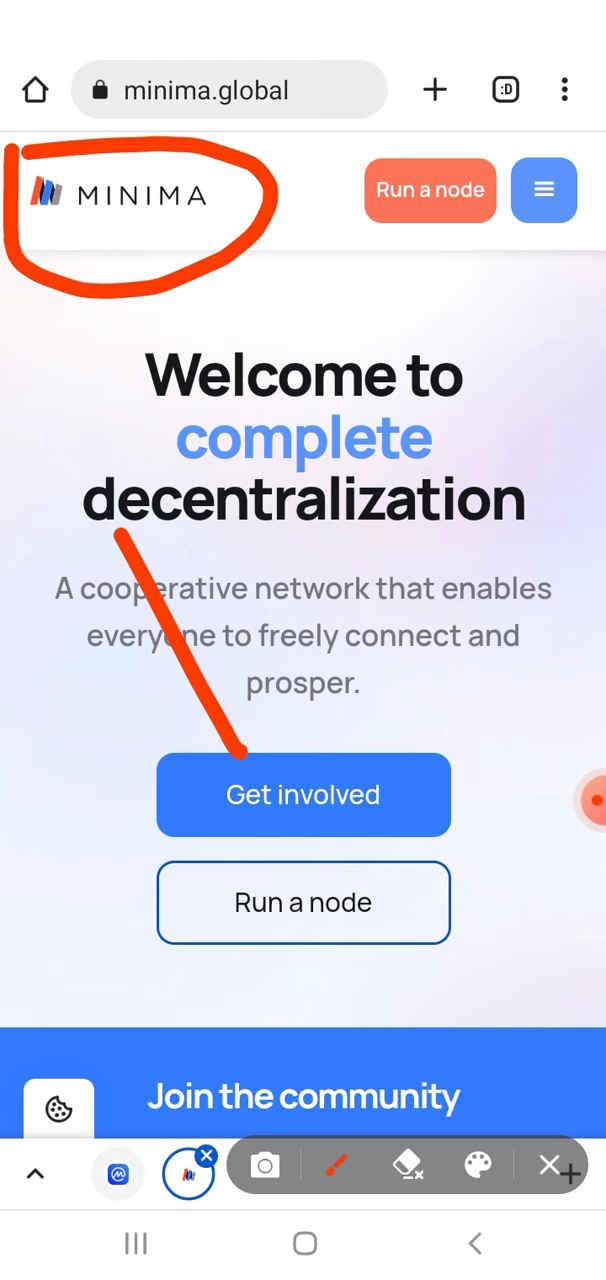 minima.global
:D
MINIMA
Run a node
Welcome to
complete
decentralization
A cooperative network that enables
everyone to freely connect and
prosper.
Get involved
Run a node
Join the community